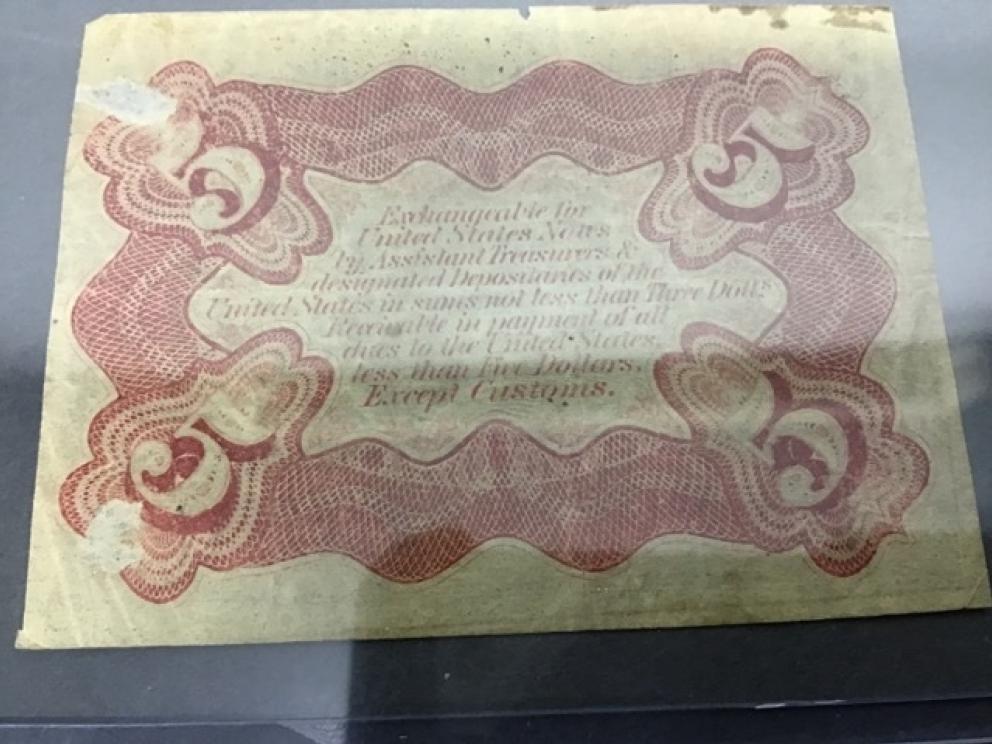 5 5
Exchangeable for
United States Notes
by Assistant Treasurers &
designated Depositaries of the
United States in sums not less than Three Dolls
Receivable in payment of all
dues to the United States,
less than Five Dollars,
Except Customs.
5 5